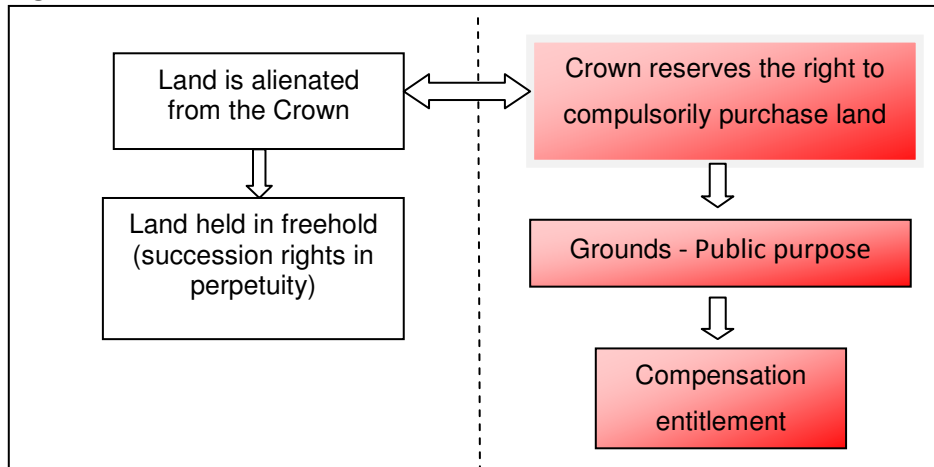 Land is alienated
from the Crown
Land held in freehold
(succession rights in
perpetuity)
Crown reserves the right to
compulsorily purchase land
Grounds - Public purpose
Compensation
entitlement